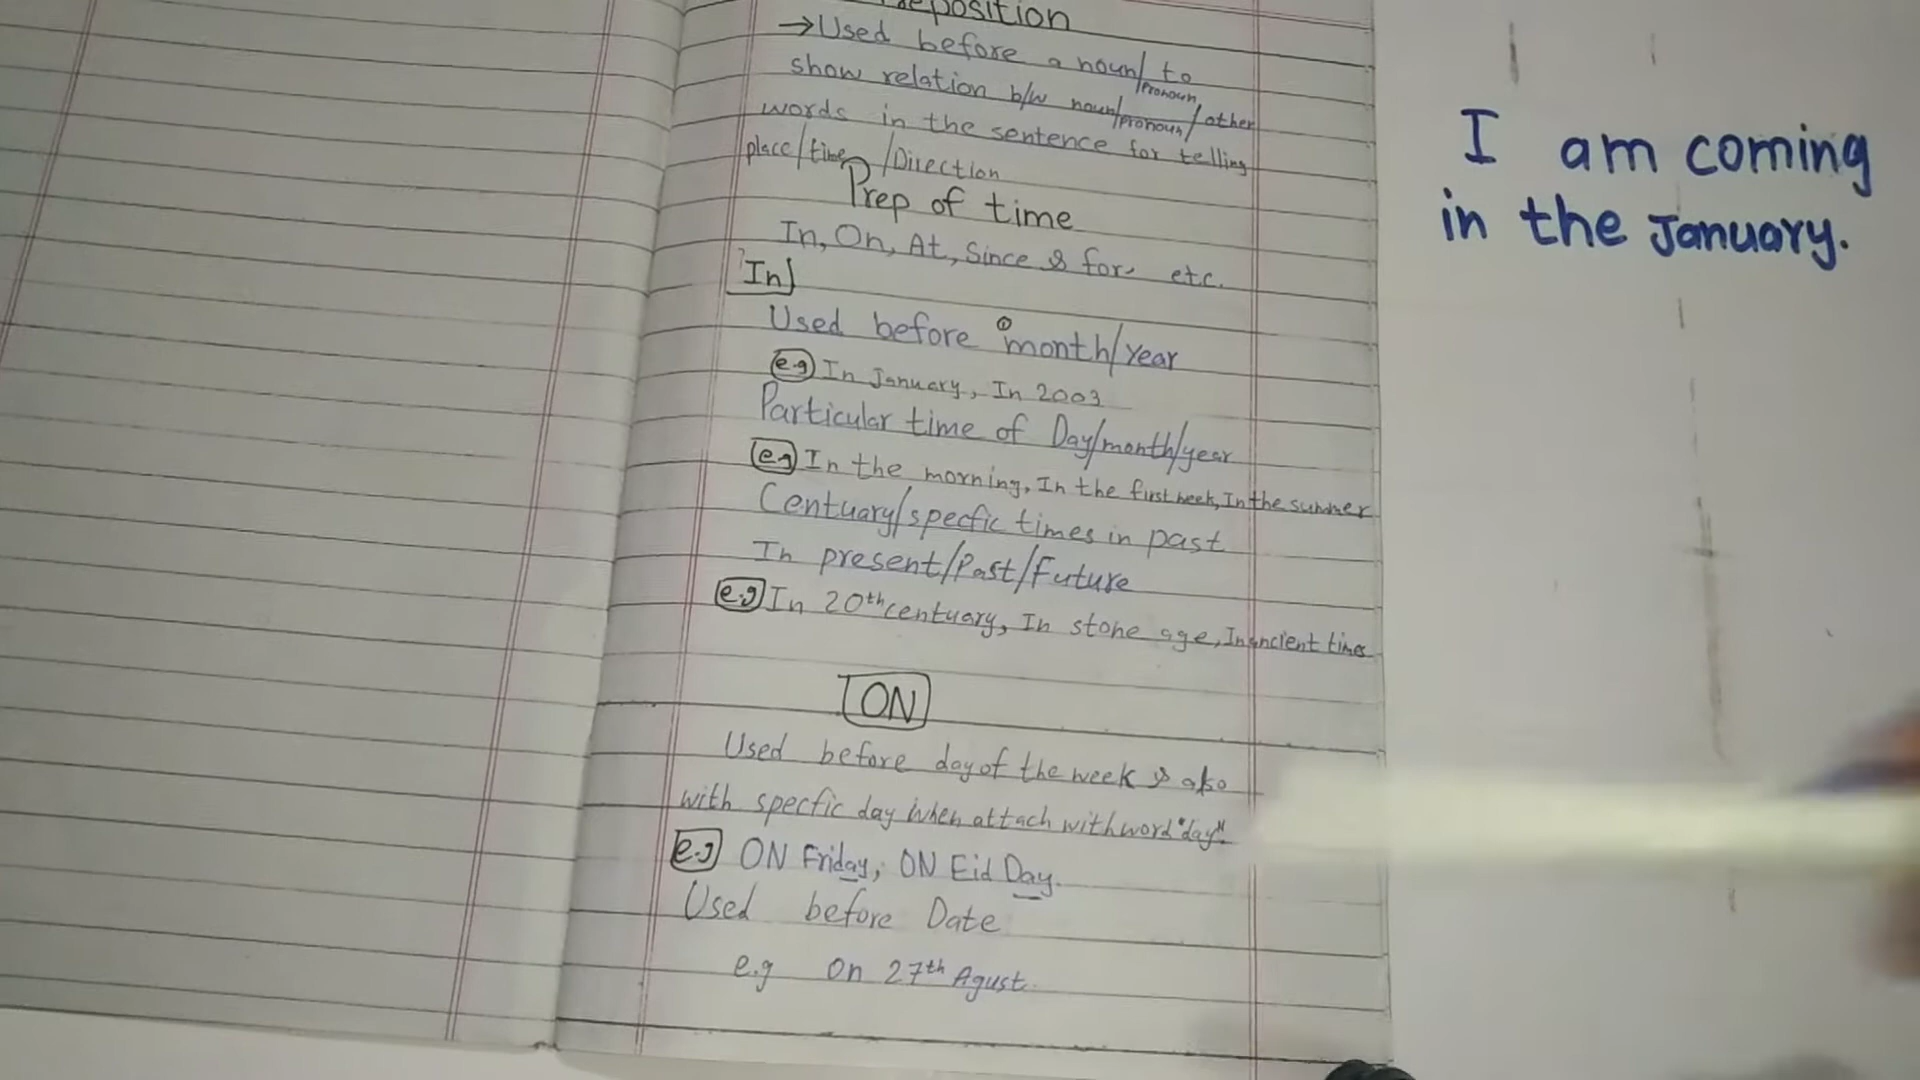 Preposition
→Used before a noun/pronoun to
show relation b/w noun/pronoun/other
words in the sentence for telling
place/time/Direction
Prep of time
In, On, At, Since & for etc.
In
Used before ① month/year
e.g In January, In 2003
Particular time of Day/month/year
e.g In the morning, In the first week, In the summer
Centuary/specfic times in past
In present/Past/Future
e.g In 20th centuary, In stone age, In ancient times
ON
Used before day of the week & also
with specfic day when attach with word "day".
e.g ON Friday, ON Eid Day.
Used before Date
e.g On 27th Agust.
I am coming
in the January.